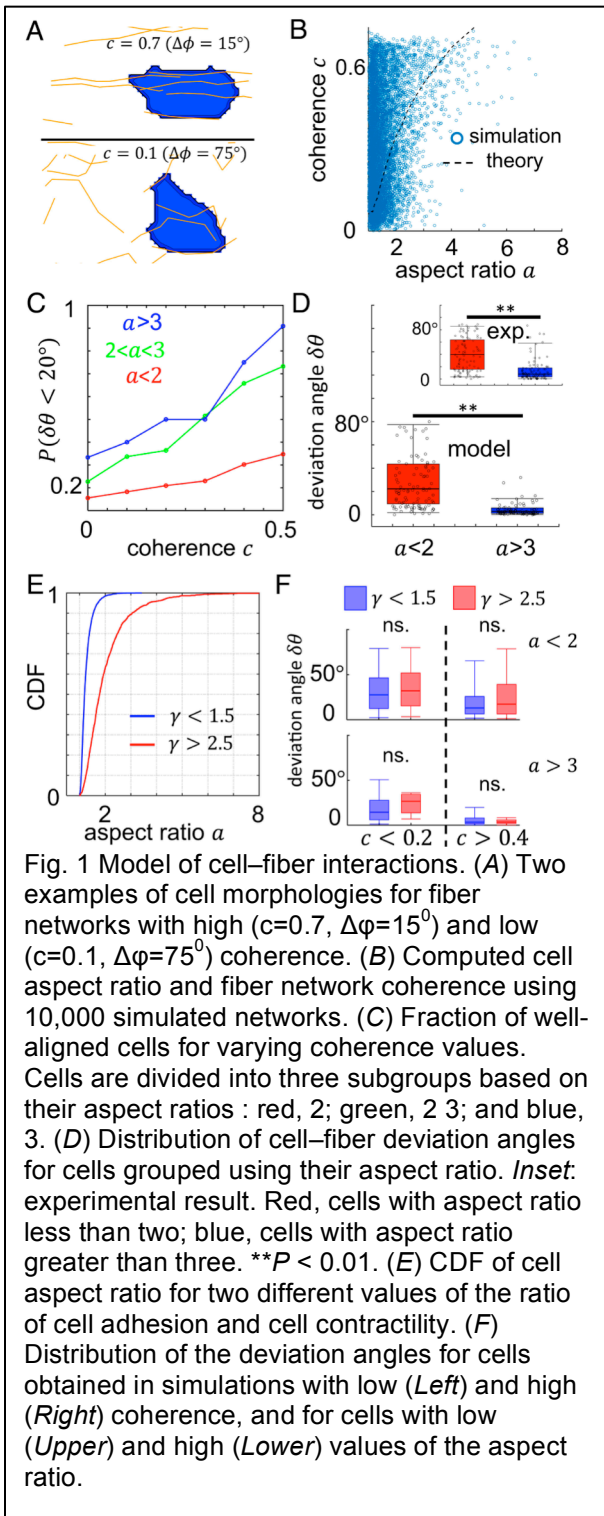 A
c = 0.7 (Δϕ = 15°)
c = 0.1 (Δϕ = 75°)
B
0.6
coherence c
0
simulation
theory
2 4 6 8
aspect ratio a
C
1
a>3
2<a<3
a<2
P(δθ < 20°)
0.2
0 0.5
coherence c
D
**
80°
exp.
0
**
80°
model
0
deviation angle δθ
a<2 a>3
E
1
CDF
γ < 1.5
γ > 2.5
0
2 8
aspect ratio a
F
γ < 1.5 γ > 2.5
ns. ns.
a < 2
50°
0
deviation angle δθ
ns. ns.
a > 3
50°
0
c < 0.2 c > 0.4
Fig. 1 Model of cell–fiber interactions. (A) Two
examples of cell morphologies for fiber
networks with high (c=0.7, Δφ=15⁰) and low
(c=0.1, Δφ=75⁰) coherence. (B) Computed cell
aspect ratio and fiber network coherence using
10,000 simulated networks. (C) Fraction of well-
aligned cells for varying coherence values.
Cells are divided into three subgroups based on
their aspect ratios : red, 2; green, 2 3; and blue,
3. (D) Distribution of cell–fiber deviation angles
for cells grouped using their aspect ratio. Inset:
experimental result. Red, cells with aspect ratio
less than two; blue, cells with aspect ratio
greater than three. **P < 0.01. (E) CDF of cell
aspect ratio for two different values of the ratio
of cell adhesion and cell contractility. (F)
Distribution of the deviation angles for cells
obtained in simulations with low (Left) and high
(Right) coherence, and for cells with low
(Upper) and high (Lower) values of the aspect
ratio.